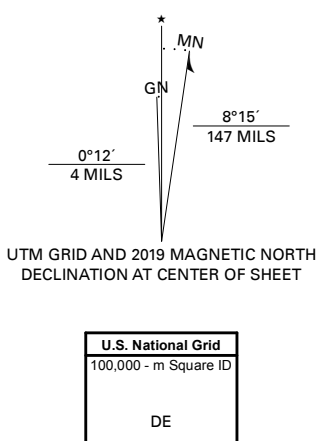 ★
MN
GN
8°15´
147 MILS
0°12´
4 MILS
UTM GRID AND 2019 MAGNETIC NORTH
DECLINATION AT CENTER OF SHEET
U.S. National Grid
100,000 - m Square ID
DE